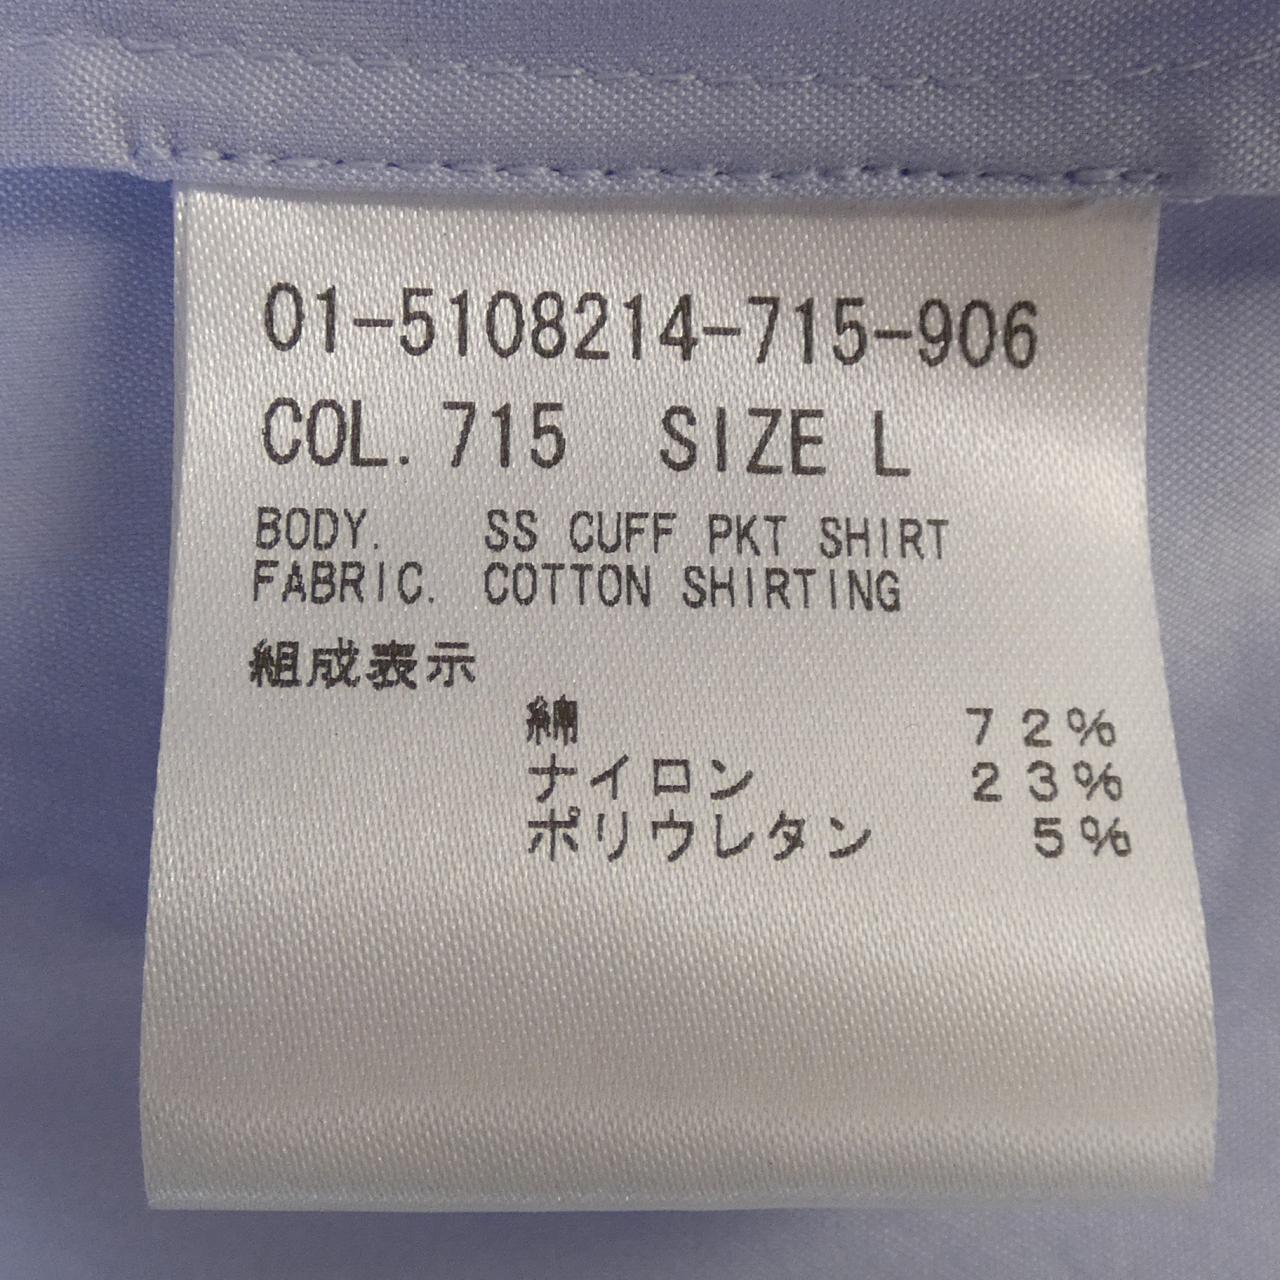 01-5108214-715-906
COL. 715 SIZE L
BODY. SS CUFF PKT SHIRT
FABRIC. COTTON SHIRTING
組成表示
綿 72%
ナイロン 23%
ポリウレタン 5%